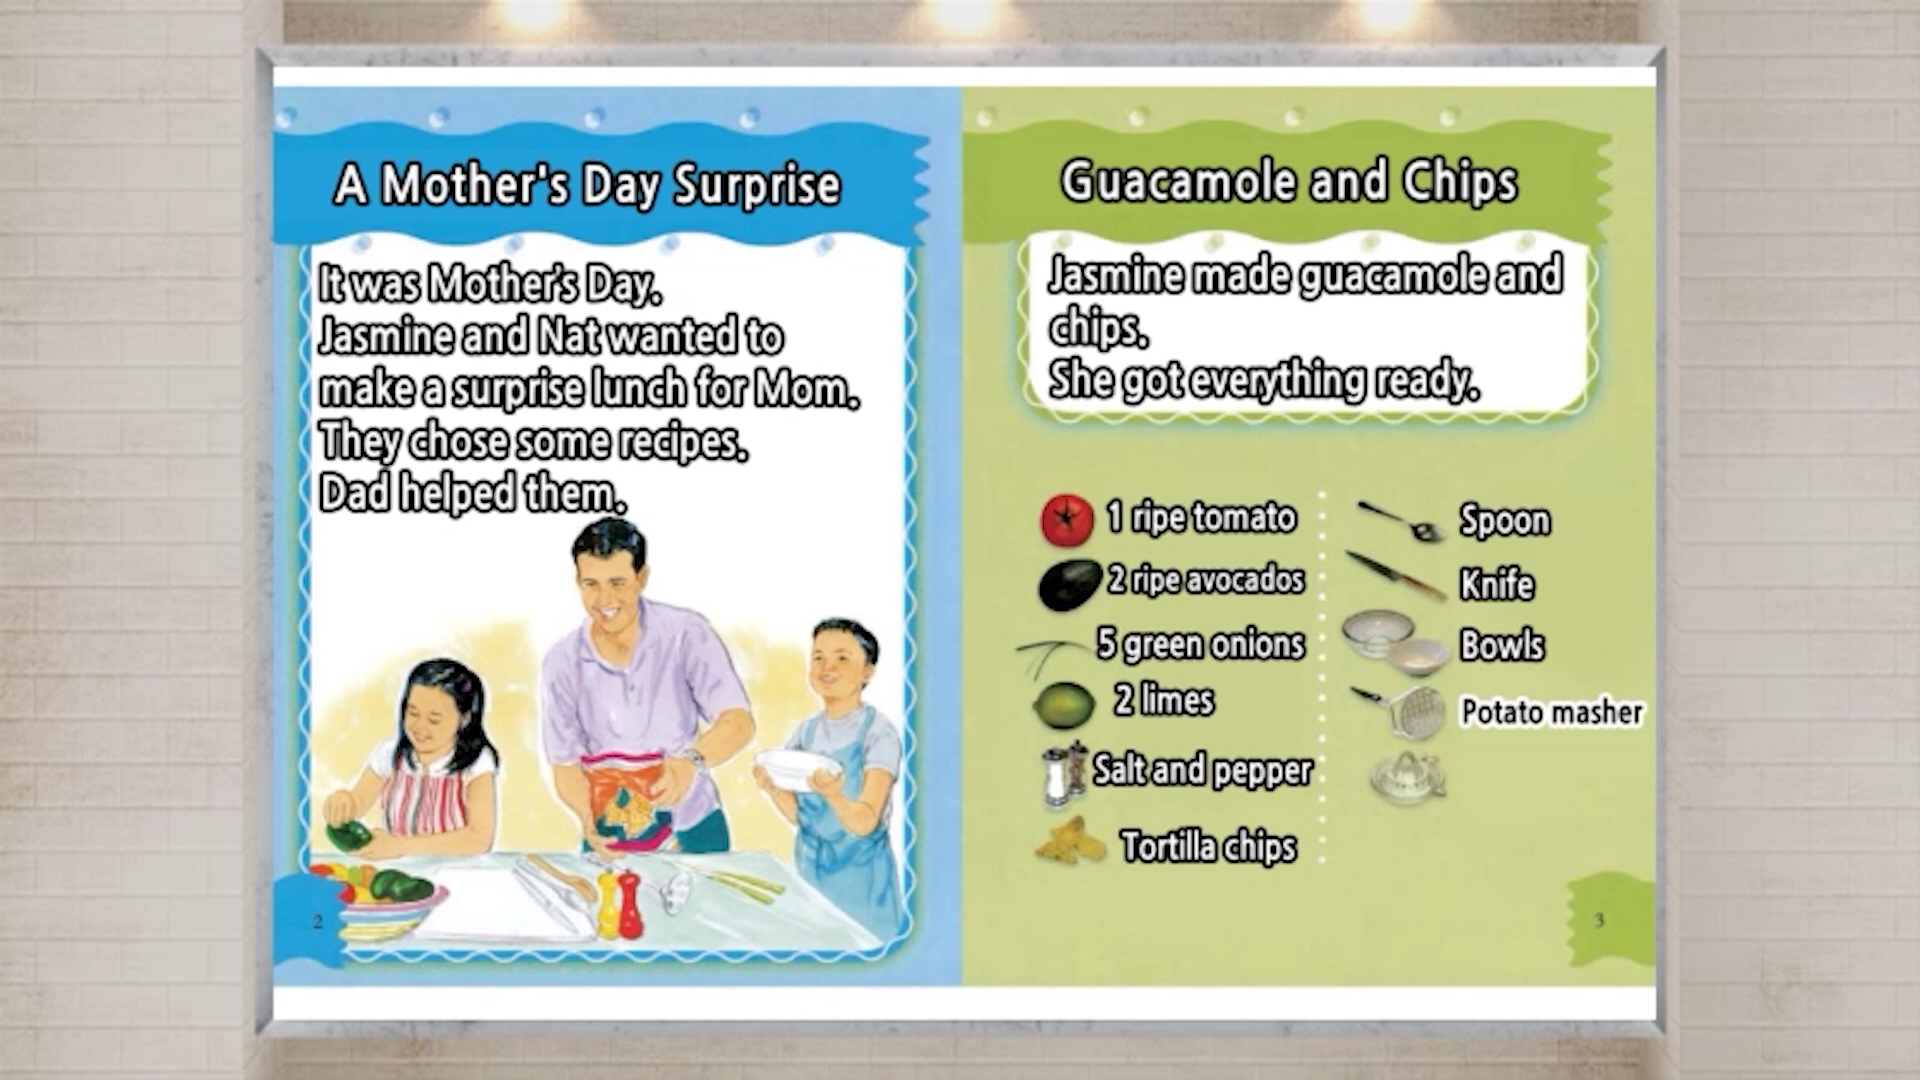 A Mother's Day Surprise
It was Mother's Day.
Jasmine and Nat wanted to
make a surprise lunch for Mom.
They chose some recipes.
Dad helped them.
2
Guacamole and Chips
Jasmine made guacamole and
chips.
She got everything ready.
1 ripe tomato
2 ripe avocados
5 green onions
2 limes
Salt and pepper
Tortilla chips
Spoon
Knife
Bowls
Potato masher
3